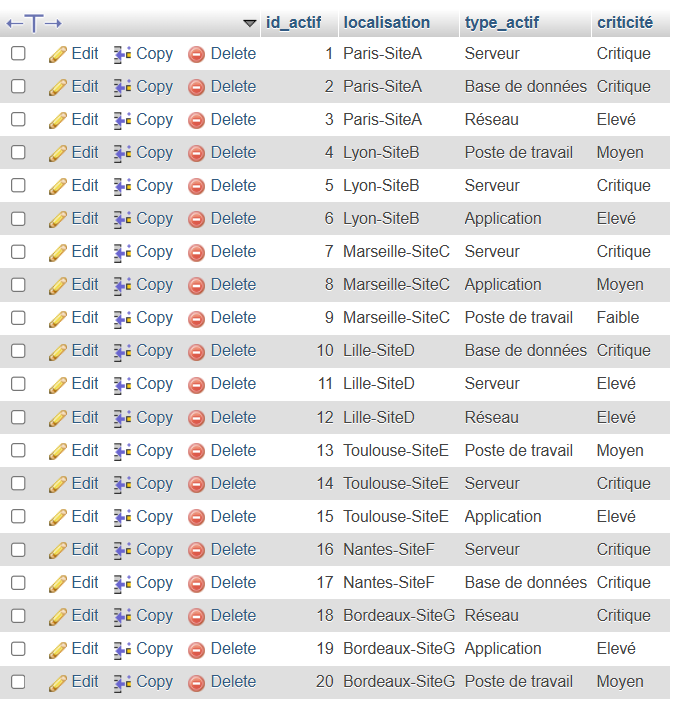 ←T→ id_actif localisation type_actif criticité
Edit Copy Delete 1 Paris-SiteA Serveur Critique
Edit Copy Delete 2 Paris-SiteA Base de données Critique
Edit Copy Delete 3 Paris-SiteA Réseau Elevé
Edit Copy Delete 4 Lyon-SiteB Poste de travail Moyen
Edit Copy Delete 5 Lyon-SiteB Serveur Critique
Edit Copy Delete 6 Lyon-SiteB Application Elevé
Edit Copy Delete 7 Marseille-SiteC Serveur Critique
Edit Copy Delete 8 Marseille-SiteC Application Moyen
Edit Copy Delete 9 Marseille-SiteC Poste de travail Faible
Edit Copy Delete 10 Lille-SiteD Base de données Critique
Edit Copy Delete 11 Lille-SiteD Serveur Elevé
Edit Copy Delete 12 Lille-SiteD Réseau Elevé
Edit Copy Delete 13 Toulouse-SiteE Poste de travail Moyen
Edit Copy Delete 14 Toulouse-SiteE Serveur Critique
Edit Copy Delete 15 Toulouse-SiteE Application Elevé
Edit Copy Delete 16 Nantes-SiteF Serveur Critique
Edit Copy Delete 17 Nantes-SiteF Base de données Critique
Edit Copy Delete 18 Bordeaux-SiteG Réseau Critique
Edit Copy Delete 19 Bordeaux-SiteG Application Elevé
Edit Copy Delete 20 Bordeaux-SiteG Poste de travail Moyen